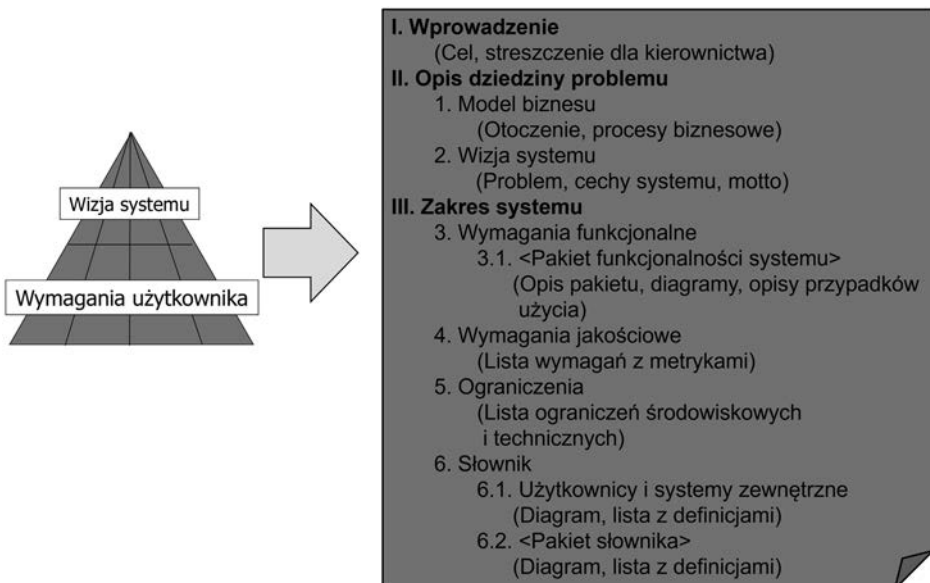 Wizja systemu
Wymagania użytkownika
I. Wprowadzenie
(Cel, streszczenie dla kierownictwa)
II. Opis dziedziny problemu
1. Model biznesu
(Otoczenie, procesy biznesowe)
2. Wizja systemu
(Problem, cechy systemu, motto)
III. Zakres systemu
3. Wymagania funkcjonalne
3.1. <Pakiet funkcjonalności systemu>
(Opis pakietu, diagramy, opisy przypadków
użycia)
4. Wymagania jakościowe
(Lista wymagań z metrykami)
5. Ograniczenia
(Lista ograniczeń środowiskowych
i technicznych)
6. Słownik
6.1. Użytkownicy i systemy zewnętrzne
(Diagram, lista z definicjami)
6.2. <Pakiet słownika>
(Diagram, lista z definicjami)